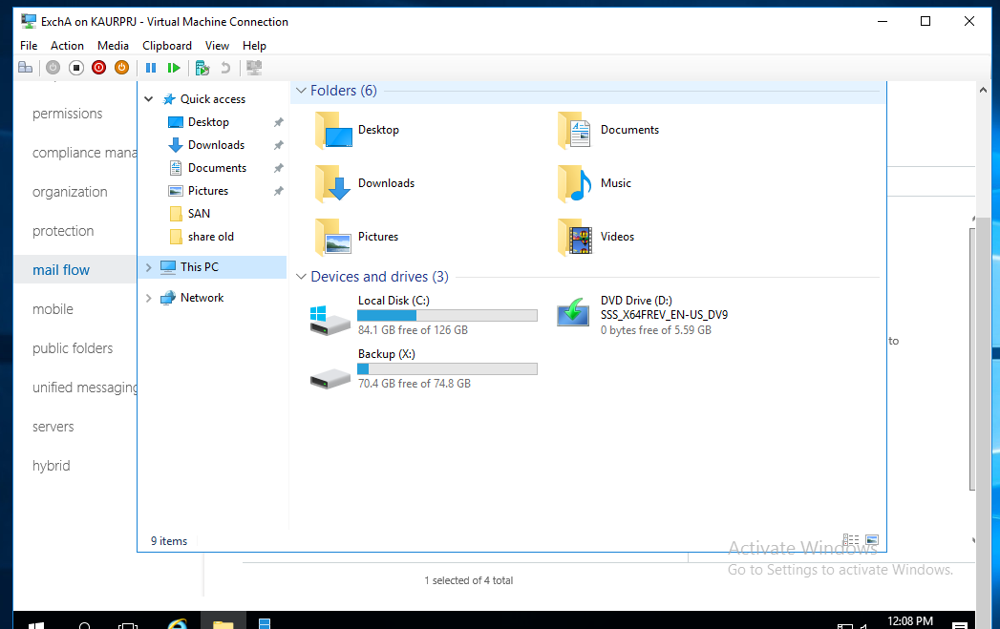 ExchA on KAURPRJ - Virtual Machine Connection
File Action Media Clipboard View Help
permissions
compliance mana
organization
protection
mail flow
mobile
public folders
unified messaging
servers
hybrid
Quick access
Desktop
Downloads
Documents
Pictures
SAN
share old
This PC
Network
Folders (6)
Desktop
Documents
Downloads
Music
Pictures
Videos
Devices and drives (3)
Local Disk (C:)
84.1 GB free of 126 GB
DVD Drive (D:)
SSS_X64FREV_EN-US_DV9
0 bytes free of 5.59 GB
Backup (X:)
70.4 GB free of 74.8 GB
to
9 items
Activate Windows
Go to Settings to activate Windows.
1 selected of 4 total
12:08 PM